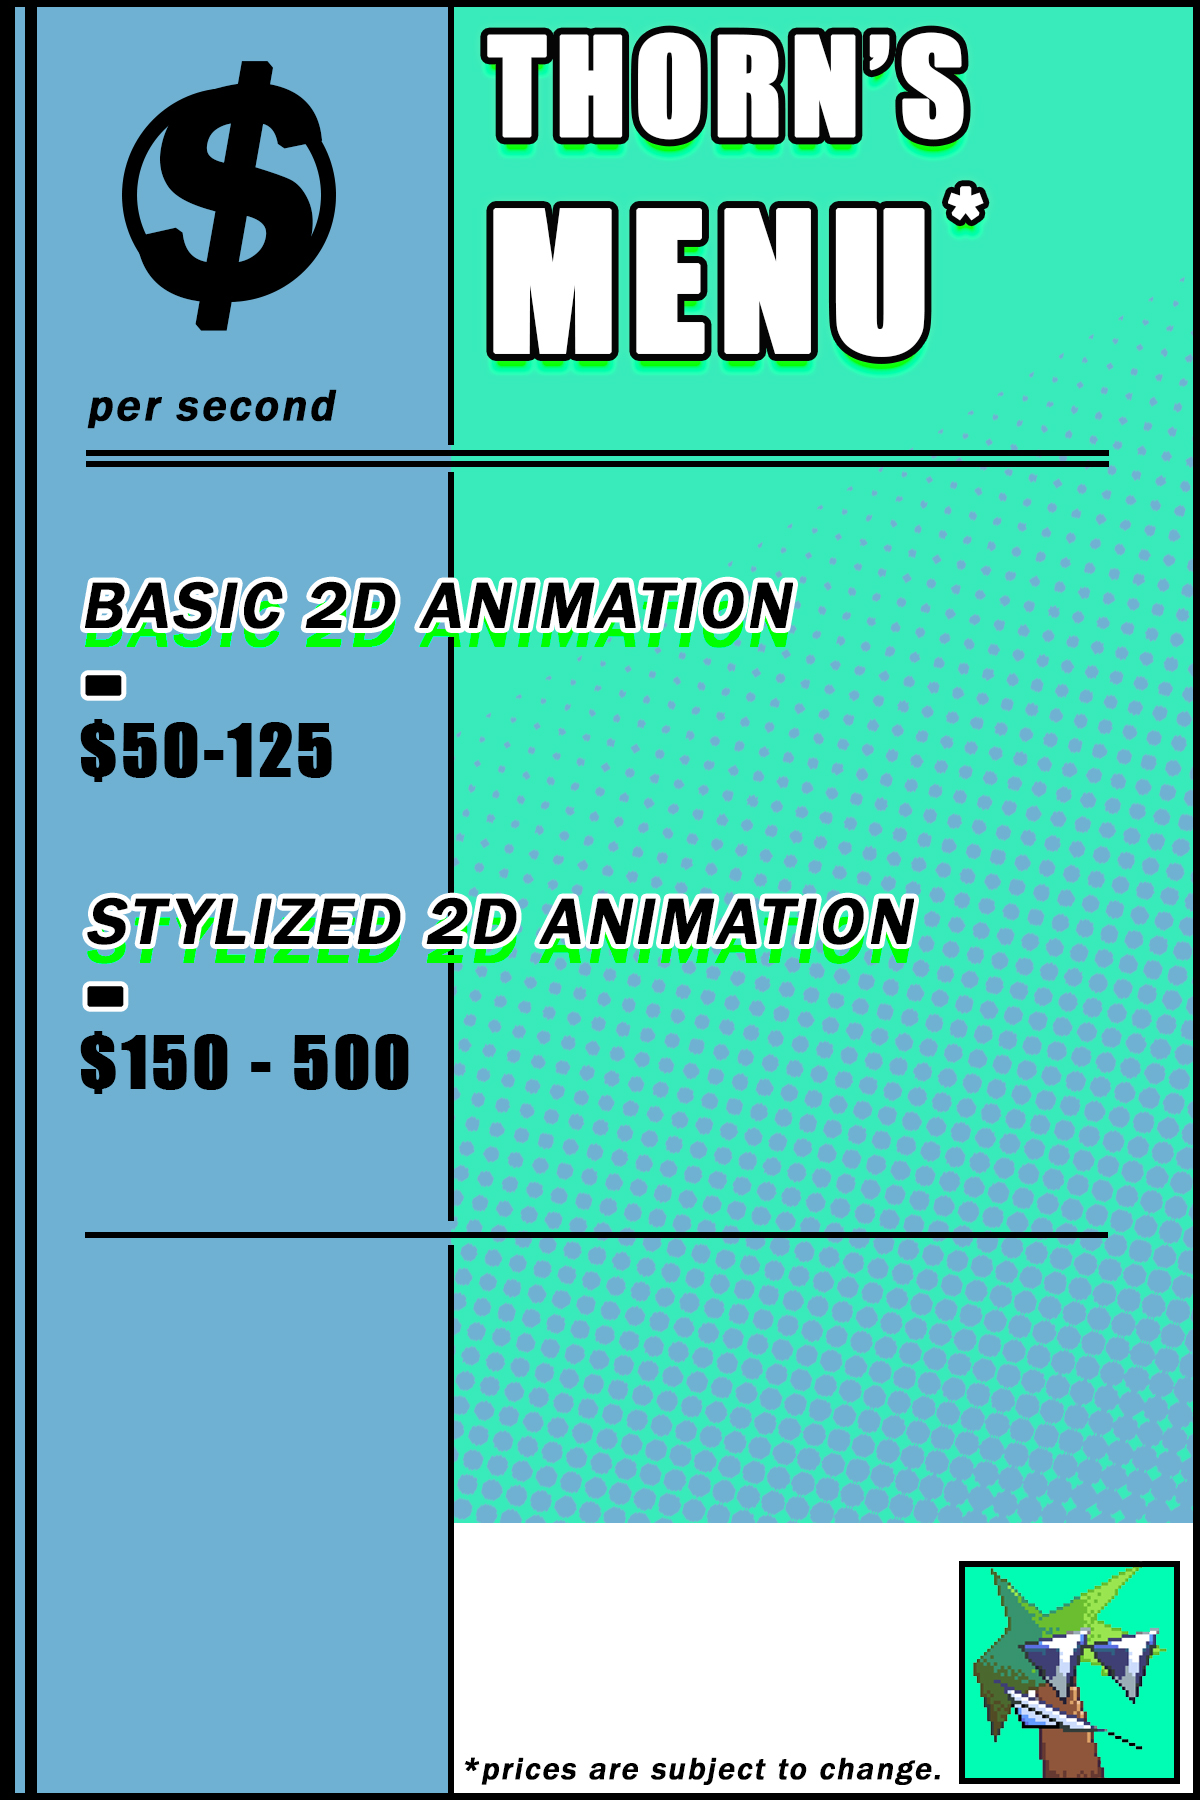 THORN'S
MENU*
$
per second
BASIC 2D ANIMATION
-
$50-125
STYLIZED 2D ANIMATION
-
$150 - 500
*prices are subject to change.